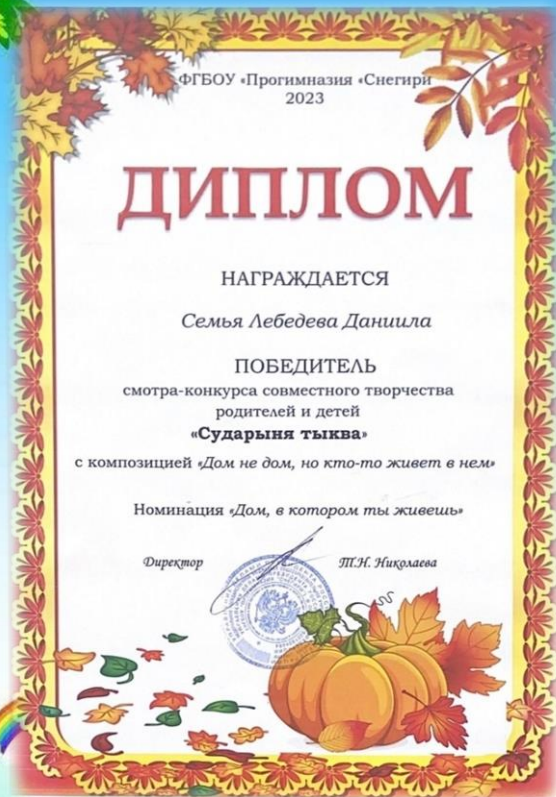 ФГБОУ «Прогимназия «Снегири
2023
ДИПЛОМ
НАГРАЖДАЕТСЯ
Семья Лебедева Даниила
ПОБЕДИТЕЛЬ
смотра-конкурса совместного творчества
родителей и детей
«Сударыня тыква»
с композицией «Дом не дом, но кто-то живет в нем»
Номинация «Дом, в котором ты живешь»
Директор Т.Н. Николаева